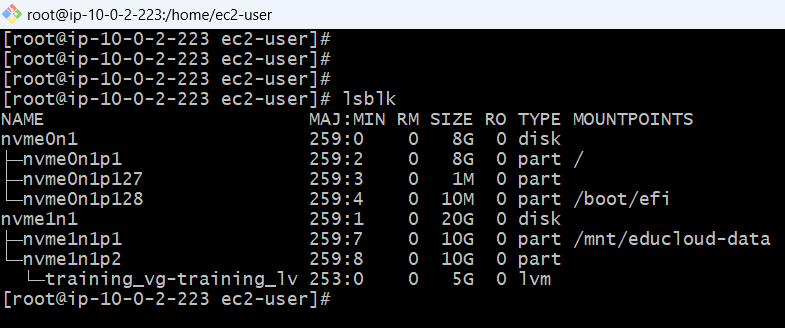 root@ip-10-0-2-223:/home/ec2-user
[root@ip-10-0-2-223 ec2-user]#
[root@ip-10-0-2-223 ec2-user]#
[root@ip-10-0-2-223 ec2-user]#
[root@ip-10-0-2-223 ec2-user]# lsblk
NAME                        MAJ:MIN RM SIZE RO TYPE MOUNTPOINTS
nvme0n1                     259:0    0   8G  0 disk
├─nvme0n1p1                 259:2    0   8G  0 part /
├─nvme0n1p127               259:3    0   1M  0 part
└─nvme0n1p128               259:4    0  10M  0 part /boot/efi
nvme1n1                     259:1    0  20G  0 disk
├─nvme1n1p1                 259:7    0  10G  0 part /mnt/educloud-data
└─nvme1n1p2                 259:8    0  10G  0 part
  └─training_vg-training_lv 253:0    0   5G  0 lvm
[root@ip-10-0-2-223 ec2-user]#